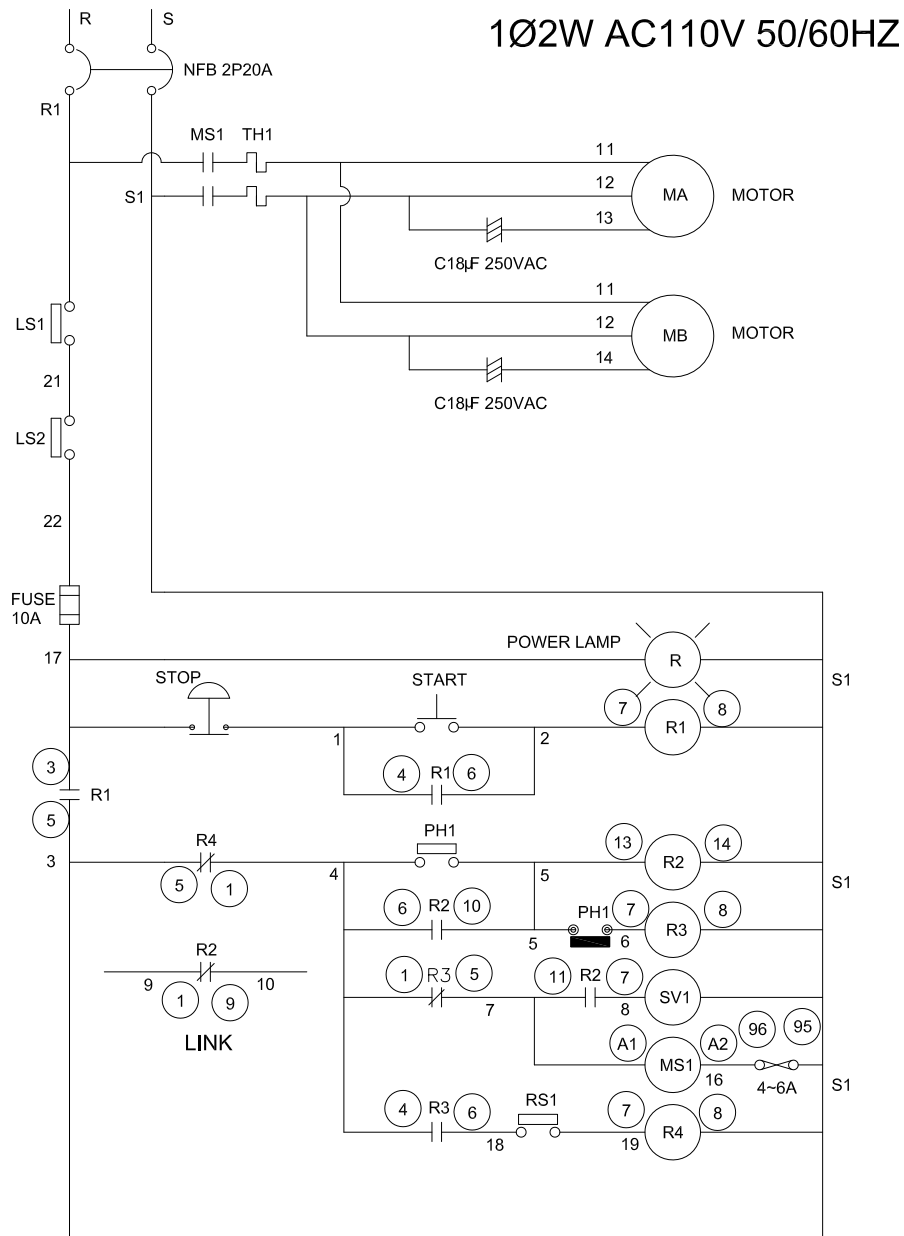 R S 1Ø2W AC110V 50/60HZ
NFB 2P20A
R1
MS1 TH1
11
S1 12 MA MOTOR
13
C18µF 250VAC
11
LS1 12 MB MOTOR
14
21
C18µF 250VAC
LS2
22
FUSE
10A
POWER LAMP
17 R
STOP START S1
7 8
R1
1 2
3 4 R1 6
R1
5
R4 PH1 13 14
3 R2
4 5
5 1 S1
6 R2 10 PH1 7 8
5 6 R3
R2
9 10 1 R3 5 11 R2 7
1 9 7 8 SV1
LINK
A1 A2 96 95
MS1
16 4~6A S1
4 R3 6 RS1 7 8
18 19 R4